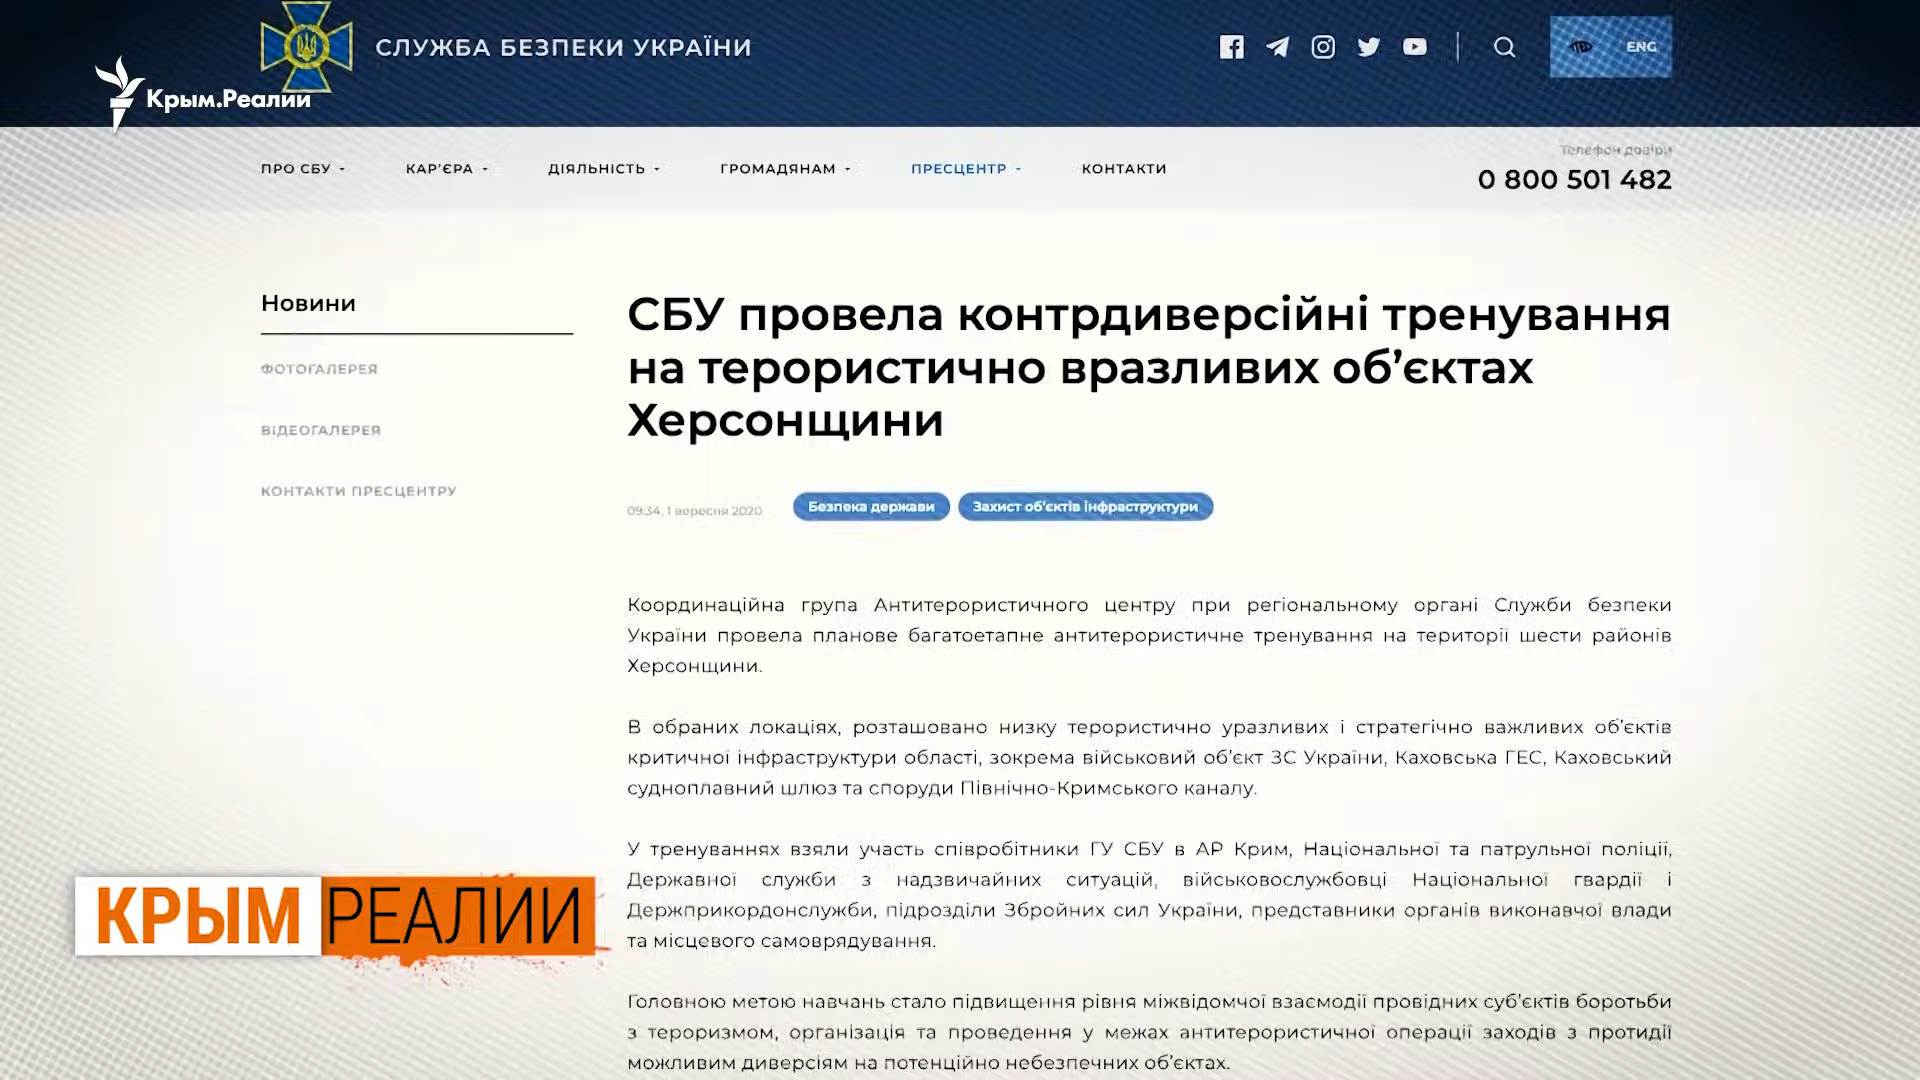 СЛУЖБА БЕЗПЕКИ УКРАЇНИ
ENG
Крым.Реалии
ПРО СБУ
КАР'ЄРА
ДІЯЛЬНІСТЬ
ГРОМАДЯНАМ
ПРЕСЦЕНТР
КОНТАКТИ
Телефон довіри
0 800 501 482
Новини
ФОТОГАЛЕРЕЯ
ВІДЕОГАЛЕРЕЯ
КОНТАКТИ ПРЕСЦЕНТРУ
СБУ провела контрдиверсійні тренування
на терористично вразливих об’єктах
Херсонщини
09:34, 1 вересня 2020
Безпека держави
Захист об'єктів інфраструктури
Координаційна група Антитерористичного центру при регіональному органі Служби безпеки
України провела планове багатоетапне антитерористичне тренування на території шести районів
Херсонщини.
В обраних локаціях, розташовано низку терористично уразливих і стратегічно важливих об’єктів
критичної інфраструктури області, зокрема військовий об’єкт ЗС України, Каховська ГЕС, Каховський
судноплавний шлюз та споруди Північно-Кримського каналу.
У тренуваннях взяли участь співробітники ГУ СБУ в АР Крим, Національної та патрульної поліції,
Державної служби з надзвичайних ситуацій, військовослужбовці Національної гвардії і
Держприкордонслужби, підрозділи Збройних сил України, представники органів виконавчої влади
та місцевого самоврядування.
Головною метою навчань стало підвищення рівня міжвідомчої взаємодії провідних суб’єктів боротьби
з тероризмом, організація та проведення у межах антитерористичної операції заходів з протидії
можливим диверсіям на потенційно небезпечних об’єктах.
КРЫМ РЕАЛИИ